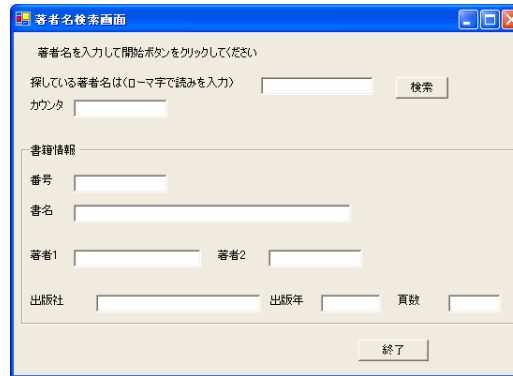 著者名検索画面
著者名を入力して開始ボタンをクリックしてください
探している著者名は(ローマ字で読みを入力) 検索
カウンタ
書籍情報
番号
書名
著者1 著者2
出版社 出版年 頁数
終了